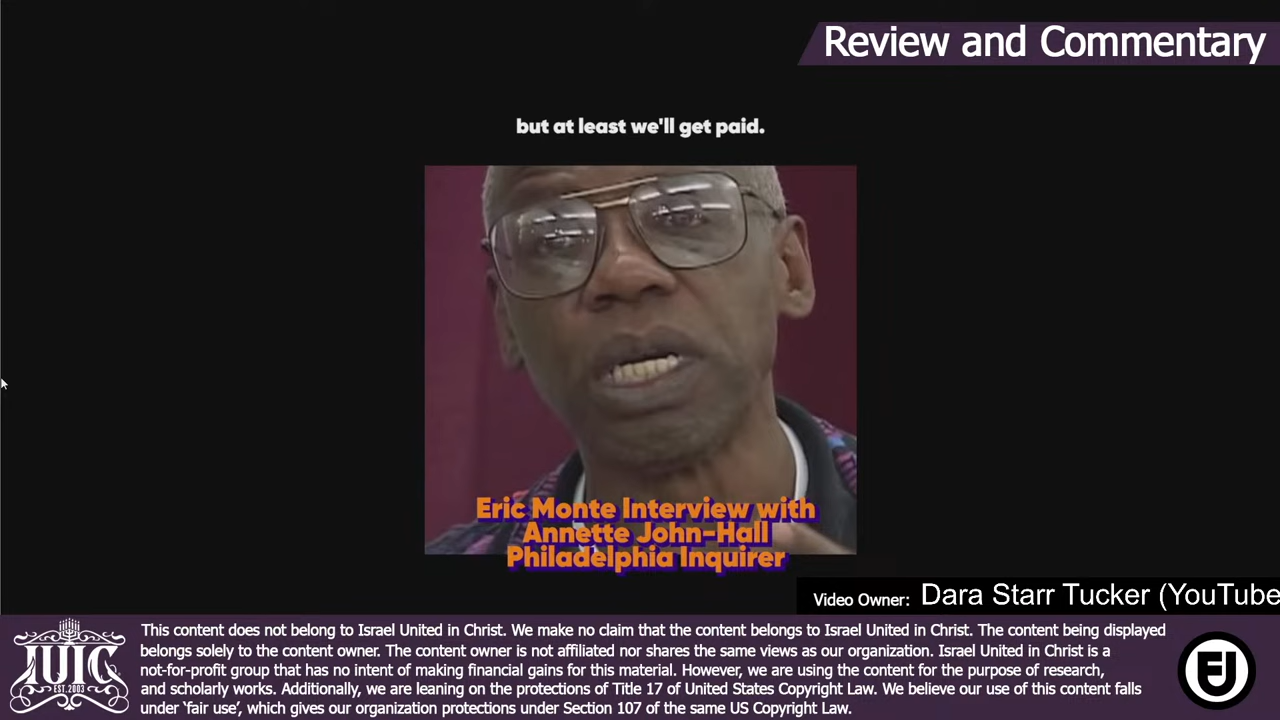 Review and Commentary
but at least we'll get paid.
Eric Monte Interview with
Annette John-Hall
Philadelphia Inquirer
Video Owner: Dara Starr Tucker (YouTube
IUIC
EST. 2003
This content does not belong to Israel United in Christ. We make no claim that the content belongs to Israel United in Christ. The content being displayed
belongs solely to the content owner. The content owner is not affiliated nor shares the same views as our organization. Israel United in Christ is a
not-for-profit group that has no intent of making financial gains for this material. However, we are using the content for the purpose of research,
and scholarly works. Additionally, we are leaning on the protections of Title 17 of United States Copyright Law. We believe our use of this content falls
under ‘fair use’, which gives our organization protections under Section 107 of the same US Copyright Law.